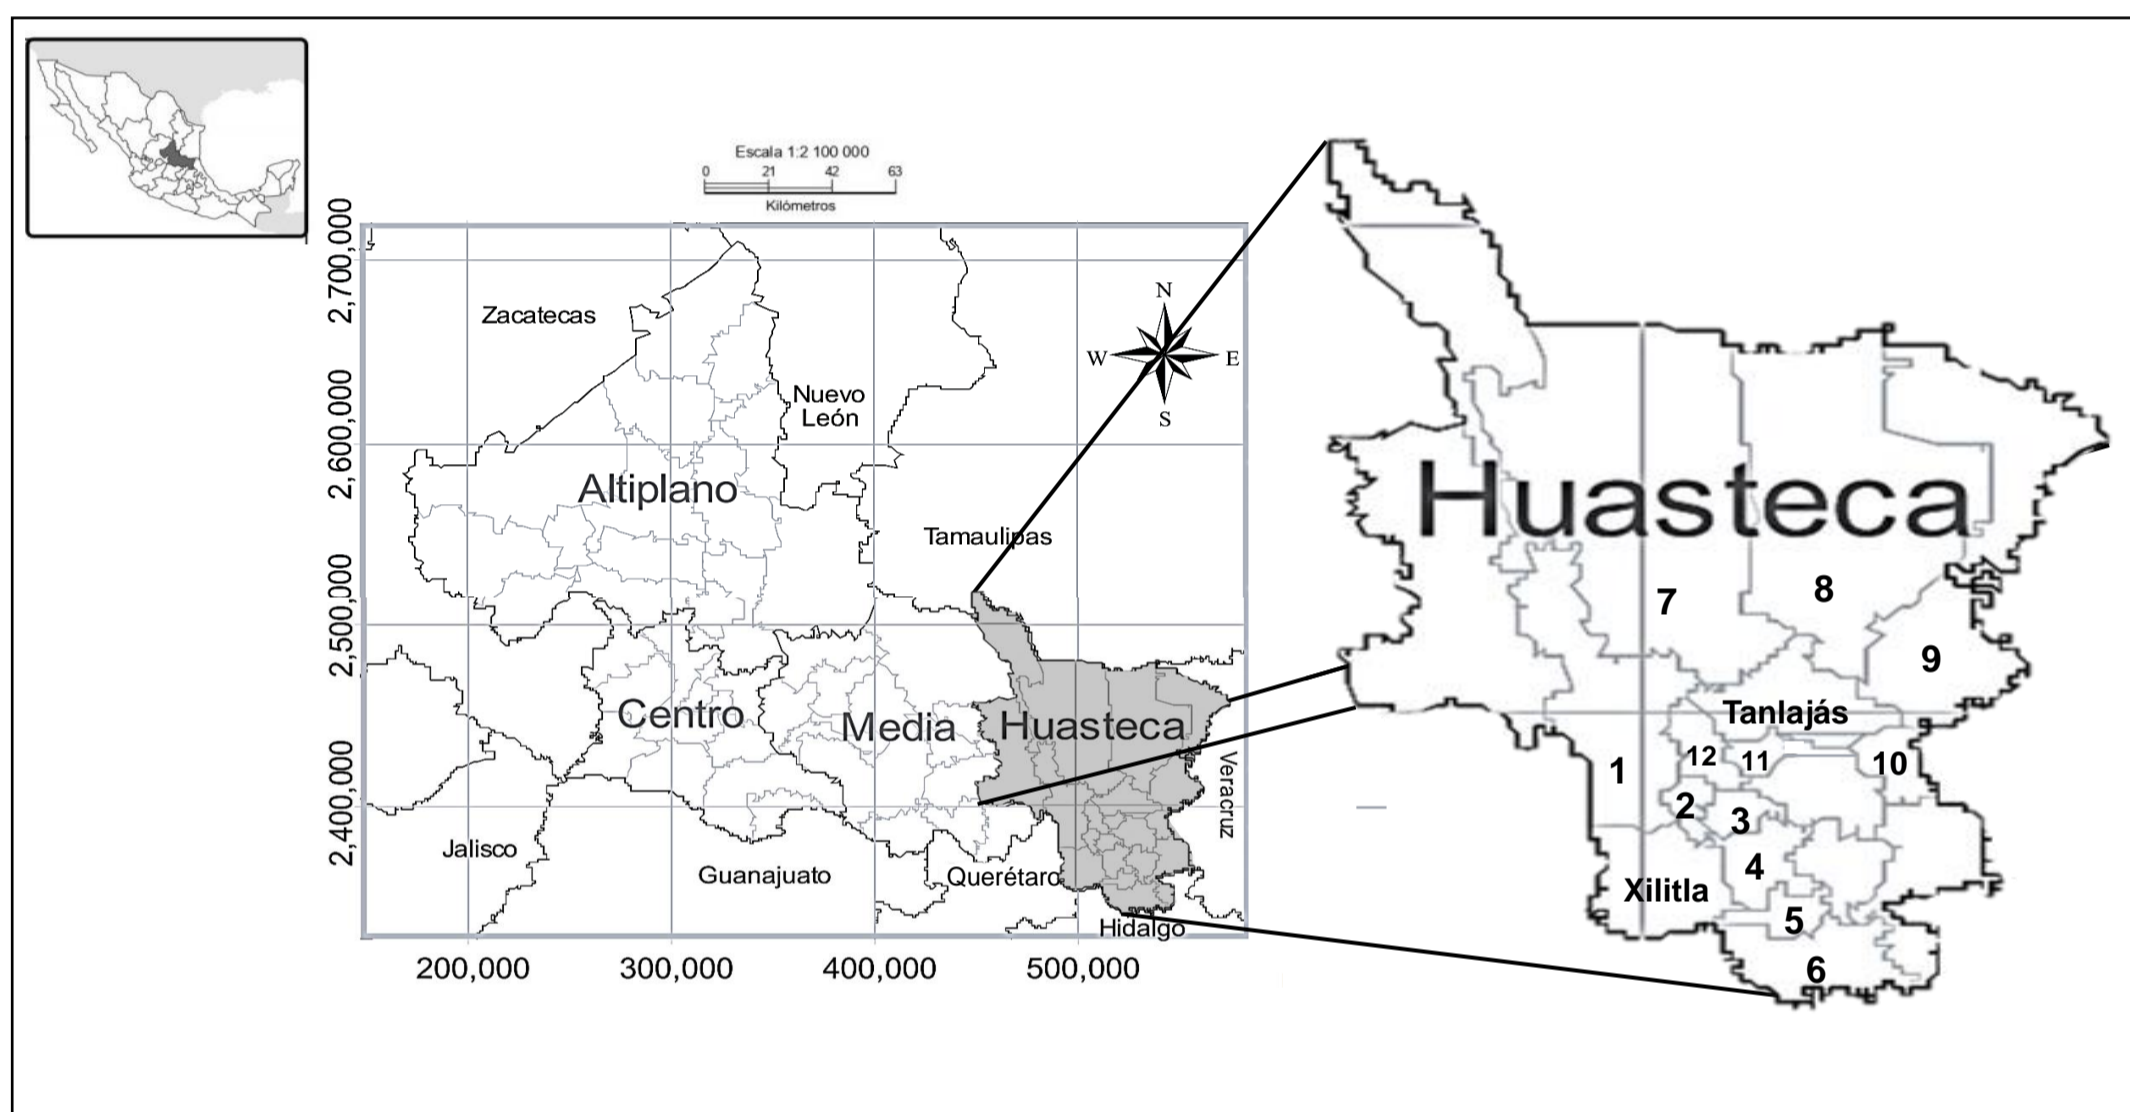 Escala 1:2 100 000
0 21 42 63
Kilómetros
2,700,000
2,600,000
2,500,000
2,400,000
Zacatecas
Nuevo
León
N
W E
S
Altiplano
Tamaulipas
Centro
Media
Huasteca
Veracruz
Jalisco
Guanajuato
Querétaro
Hidalgo
200,000 300,000 400,000 500,000
Huasteca
7
8
9
Tanlajás
1
12
11
10
2
3
4
Xilitla
5
6